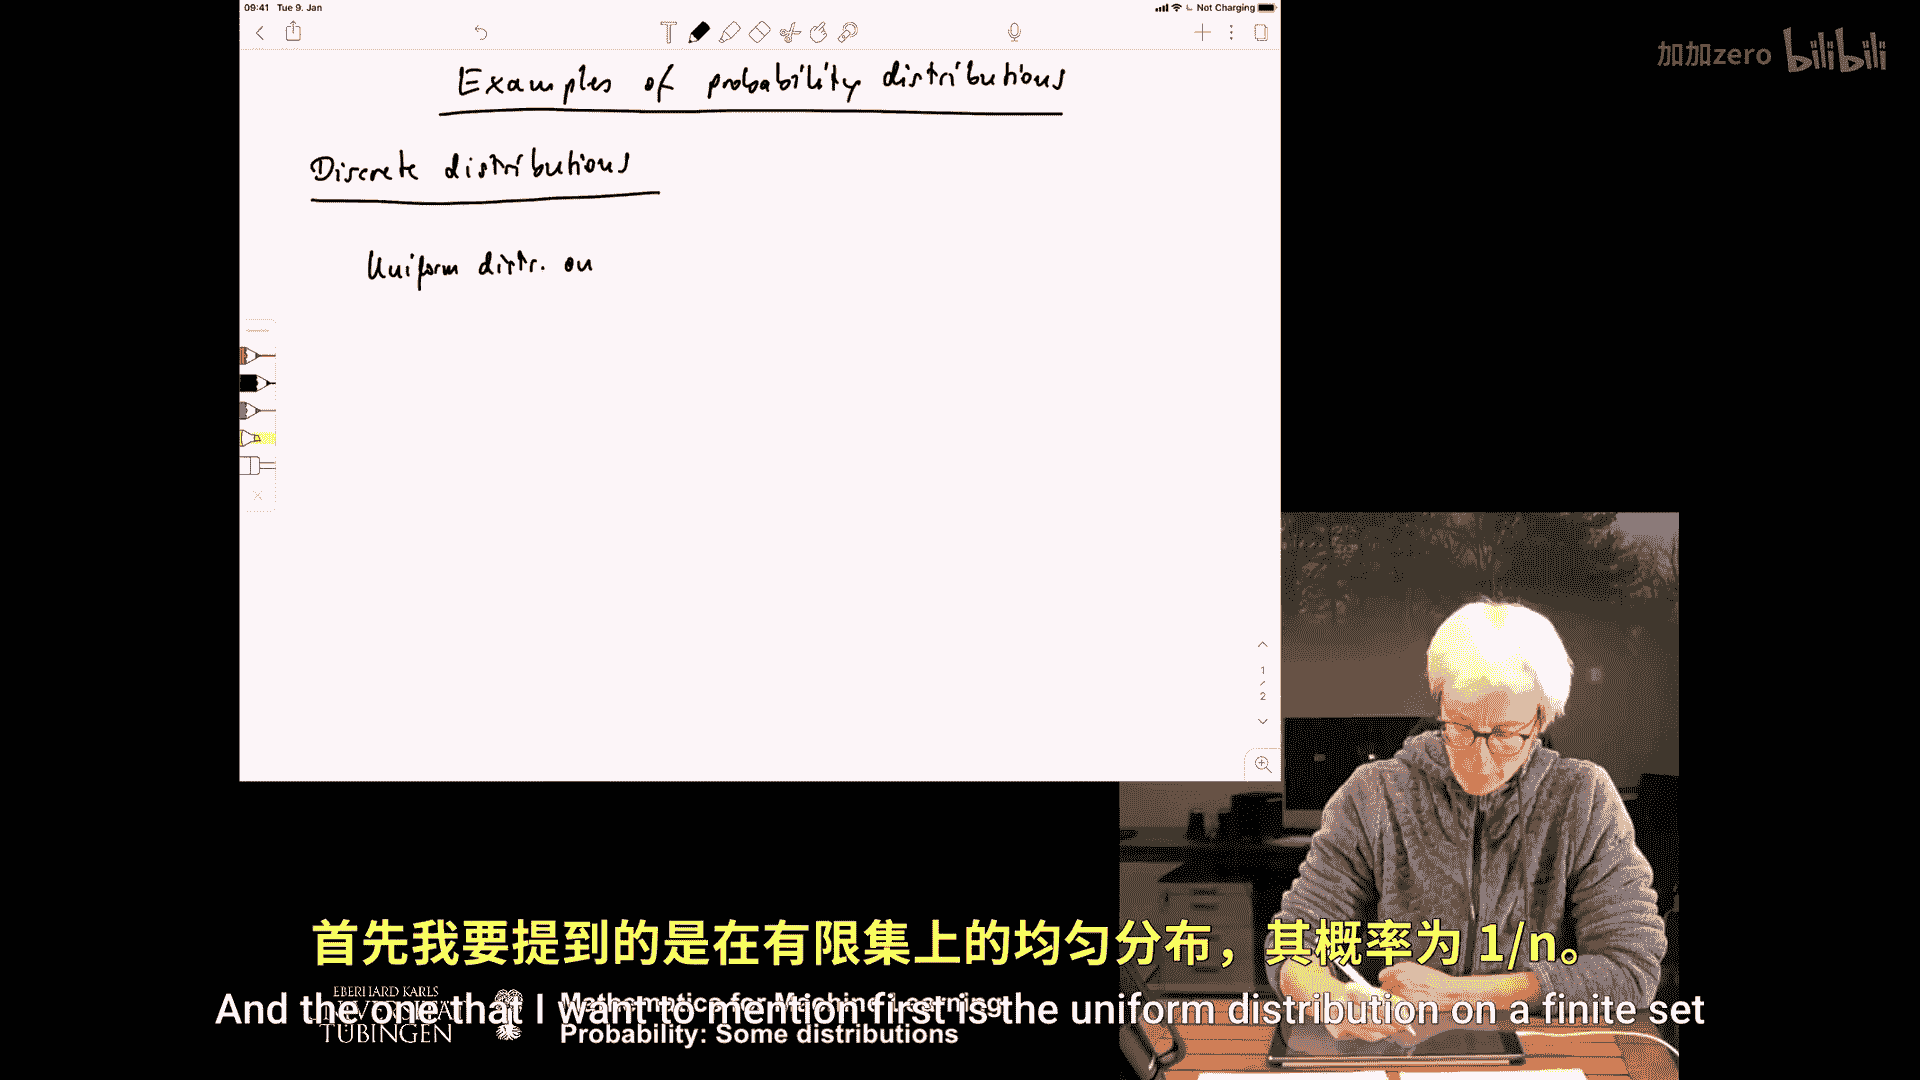 09:41 Tue 9. Jan
Not Charging
加加zero bilibili
Examples of probability distributions
Discrete distributions
Uniform distr. on
1
2
首先我要提到的是在有限集上的均匀分布，其概率为 1/n。
And the one that I want to mention first is the uniform distribution on a finite set
EBERHARD KARLS
UNIVERSITÄT
TÜBINGEN
Mathematics for Machine Learning
Probability: Some distributions